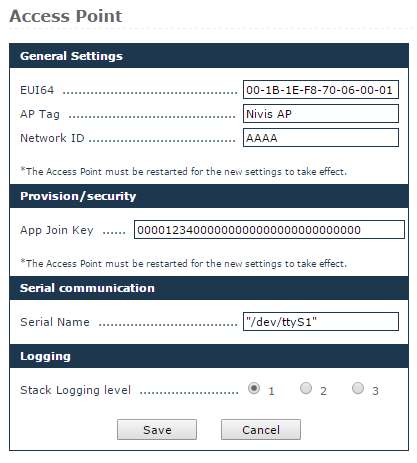 Access Point
General Settings
EUI64 00-1B-1E-F8-70-06-00-01
AP Tag Nivis AP
Network ID AAAA
*The Access Point must be restarted for the new settings to take effect.
Provision/security
App Join Key 00001234000000000000000000000000
*The Access Point must be restarted for the new settings to take effect.
Serial communication
Serial Name "/dev/ttyS1"
Logging
Stack Logging level 1 2 3
Save Cancel